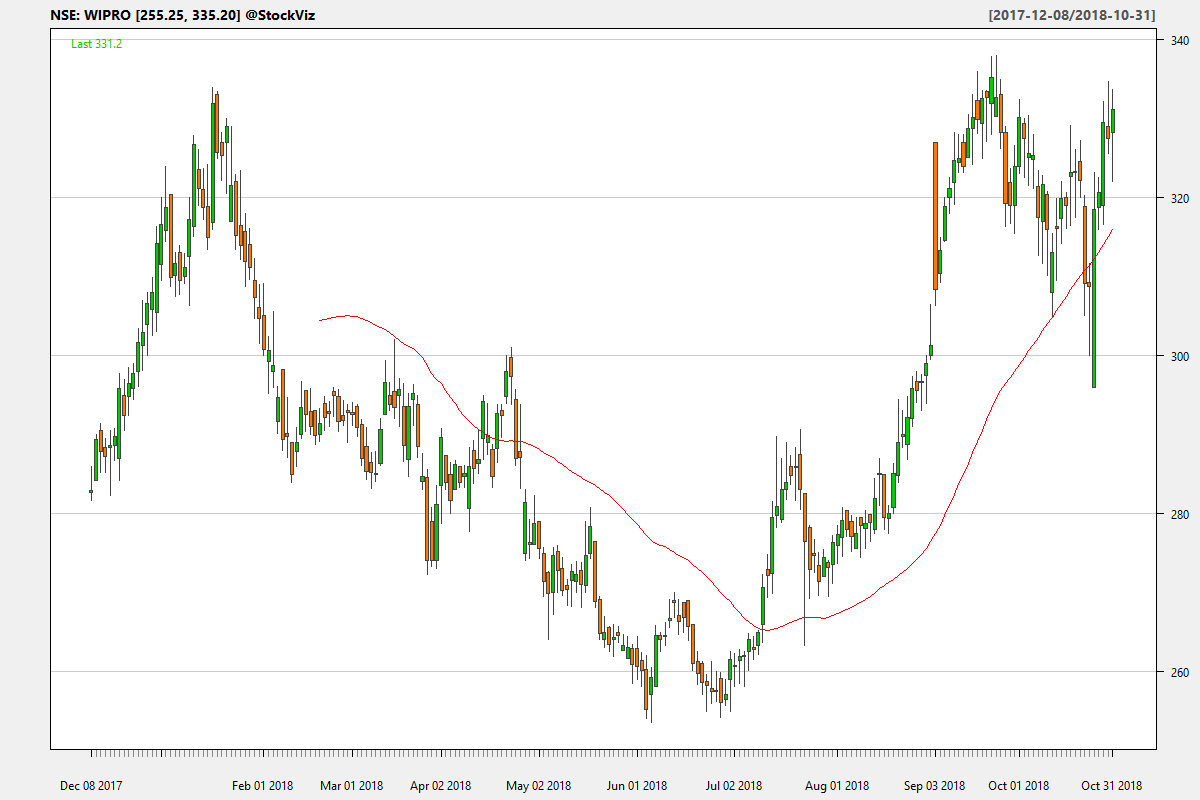 NSE: WIPRO [255.25, 335.20] @StockViz [2017-12-08/2018-10-31]
Last 331.2
340
320
300
280
260
Dec 08 2017 Feb 01 2018 Mar 01 2018 Apr 02 2018 May 02 2018 Jun 01 2018 Jul 02 2018 Aug 01 2018 Sep 03 2018 Oct 01 2018 Oct 31 2018